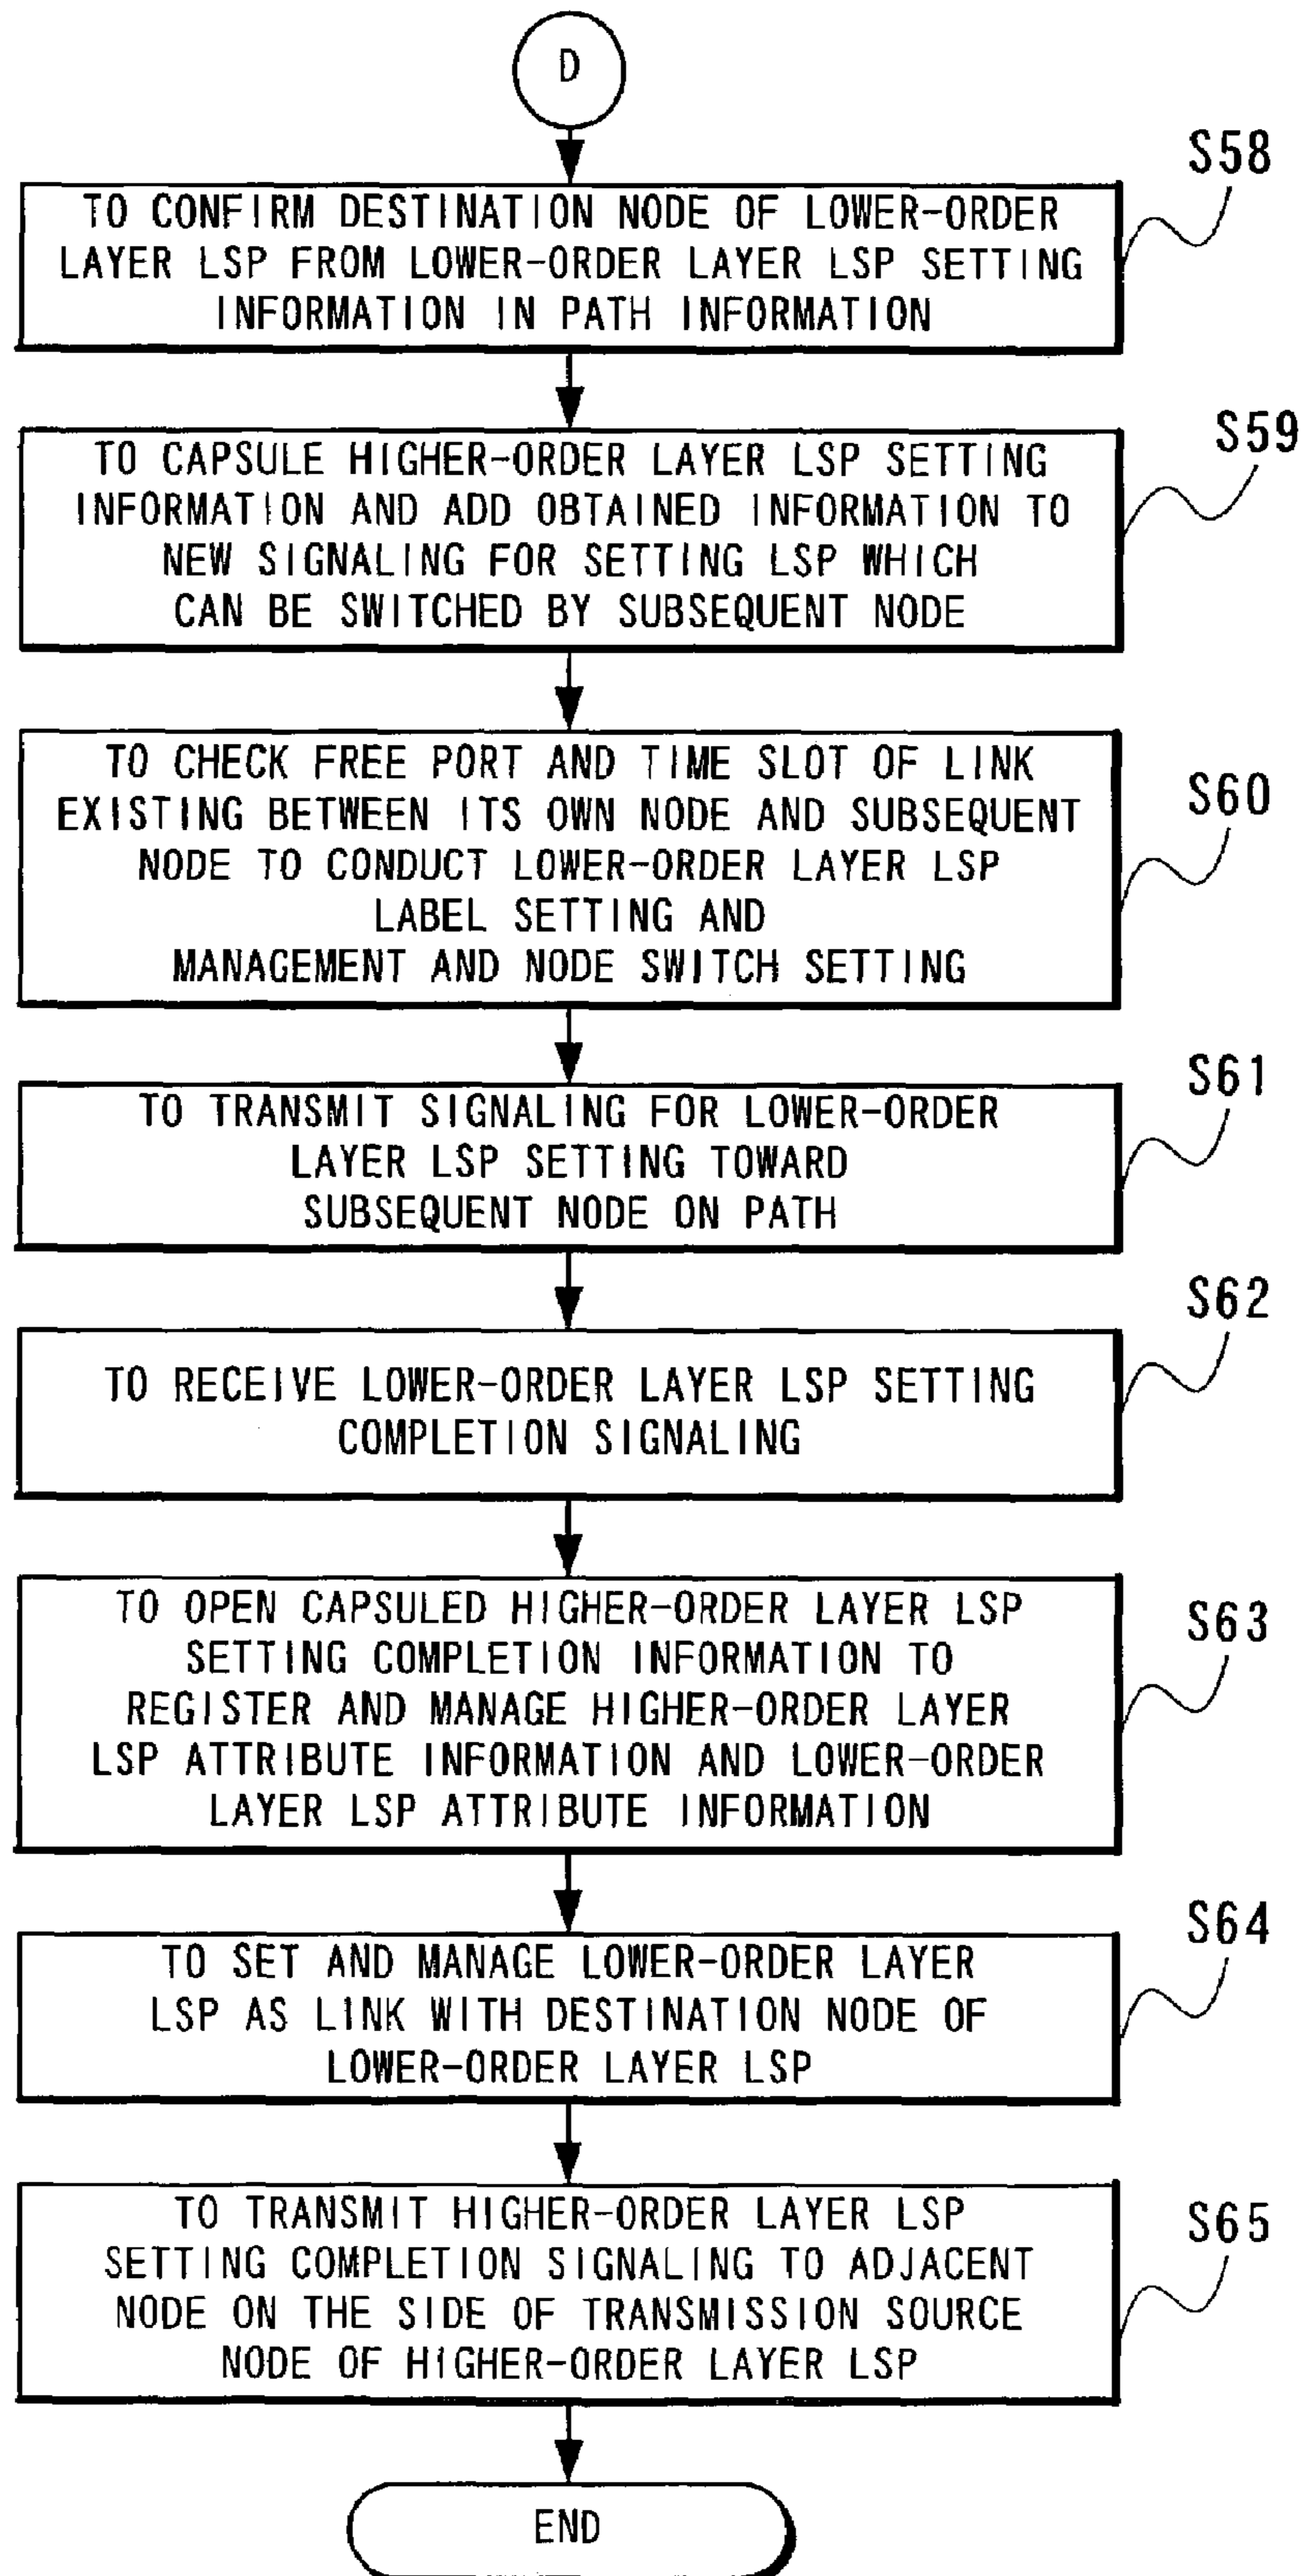 D
S58
TO CONFIRM DESTINATION NODE OF LOWER-ORDER
LAYER LSP FROM LOWER-ORDER LAYER LSP SETTING
INFORMATION IN PATH INFORMATION
S59
TO CAPSULE HIGHER-ORDER LAYER LSP SETTING
INFORMATION AND ADD OBTAINED INFORMATION TO
NEW SIGNALING FOR SETTING LSP WHICH
CAN BE SWITCHED BY SUBSEQUENT NODE
S60
TO CHECK FREE PORT AND TIME SLOT OF LINK
EXISTING BETWEEN ITS OWN NODE AND SUBSEQUENT
NODE TO CONDUCT LOWER-ORDER LAYER LSP
LABEL SETTING AND
MANAGEMENT AND NODE SWITCH SETTING
S61
TO TRANSMIT SIGNALING FOR LOWER-ORDER
LAYER LSP SETTING TOWARD
SUBSEQUENT NODE ON PATH
S62
TO RECEIVE LOWER-ORDER LAYER LSP SETTING
COMPLETION SIGNALING
S63
TO OPEN CAPSULED HIGHER-ORDER LAYER LSP
SETTING COMPLETION INFORMATION TO
REGISTER AND MANAGE HIGHER-ORDER LAYER
LSP ATTRIBUTE INFORMATION AND LOWER-ORDER
LAYER LSP ATTRIBUTE INFORMATION
S64
TO SET AND MANAGE LOWER-ORDER LAYER
LSP AS LINK WITH DESTINATION NODE OF
LOWER-ORDER LAYER LSP
S65
TO TRANSMIT HIGHER-ORDER LAYER LSP
SETTING COMPLETION SIGNALING TO ADJACENT
NODE ON THE SIDE OF TRANSMISSION SOURCE
NODE OF HIGHER-ORDER LAYER LSP
END